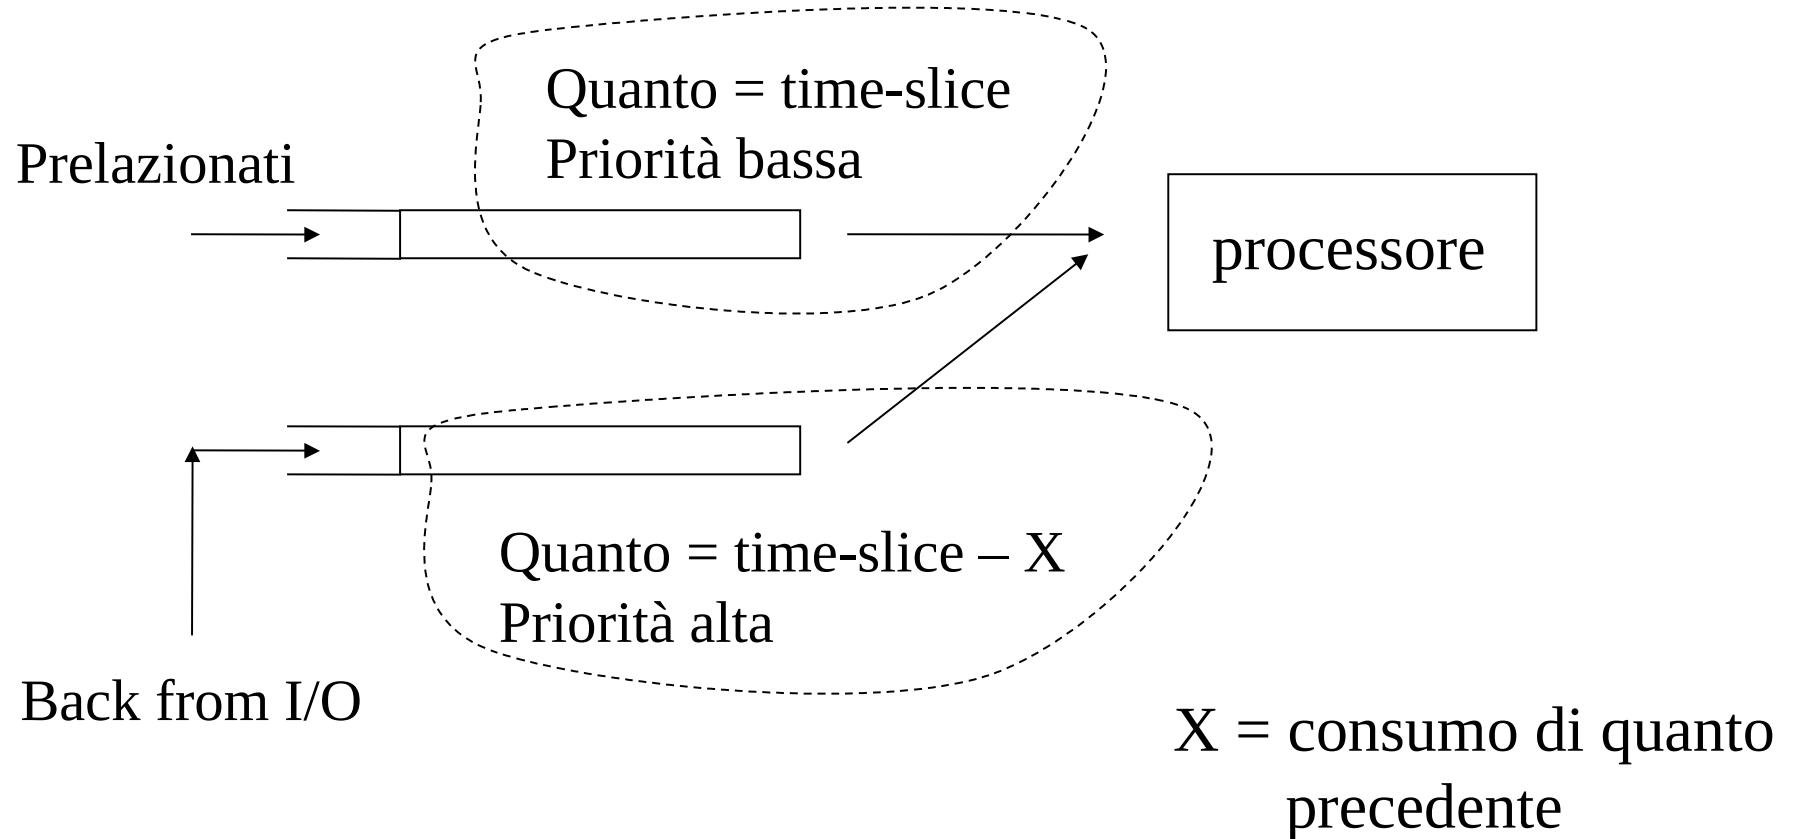 Quanto = time-slice
Priorità bassa
Prelazionati
processore
Quanto = time-slice – X
Priorità alta
Back from I/O
X = consumo di quanto
precedente